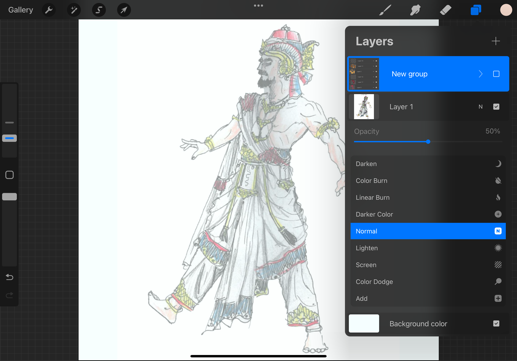 Gallery
Layers
New group
Layer 1
N
Opacity
50%
Darken
Color Burn
Linear Burn
Darker Color
Normal
N
Lighten
Screen
Color Dodge
Add
Background color